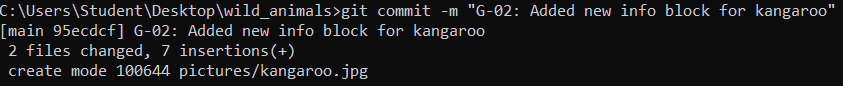 C:\Users\Student\Desktop\wild_animals>git commit -m "G-02: Added new info block for kangaroo"
[main 95ecdcf] G-02: Added new info block for kangaroo
 2 files changed, 7 insertions(+)
 create mode 100644 pictures/kangaroo.jpg